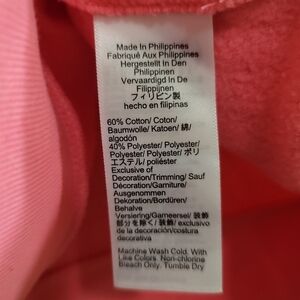 Made In Philippines
Fabriqué Aux Philippines
Hergestellt In Den
Philippinen
Vervaardigd In De
Filippijnen
フィリピン製
hecho en filipinas
60% Cotton/ Coton/
Baumwolle/ Katoen/ 綿/
algodón
40% Polyester/ Polyester/
Polyester/ Polyester/ ポリ
エステル/ poliéster
Exclusive of
Decoration/Trimming/ Sauf
Décoration/Garniture/
Ausgenommen
Dekoration/Bordüren/
Behalve
Versiering/Garneersel/ 装飾
部分を除く/ 装飾/ exclusivo
de la decoración/costura
decorativa
Machine Wash Cold. With
Like Colors. Non-chlorine
Bleach Only. Tumble Dry